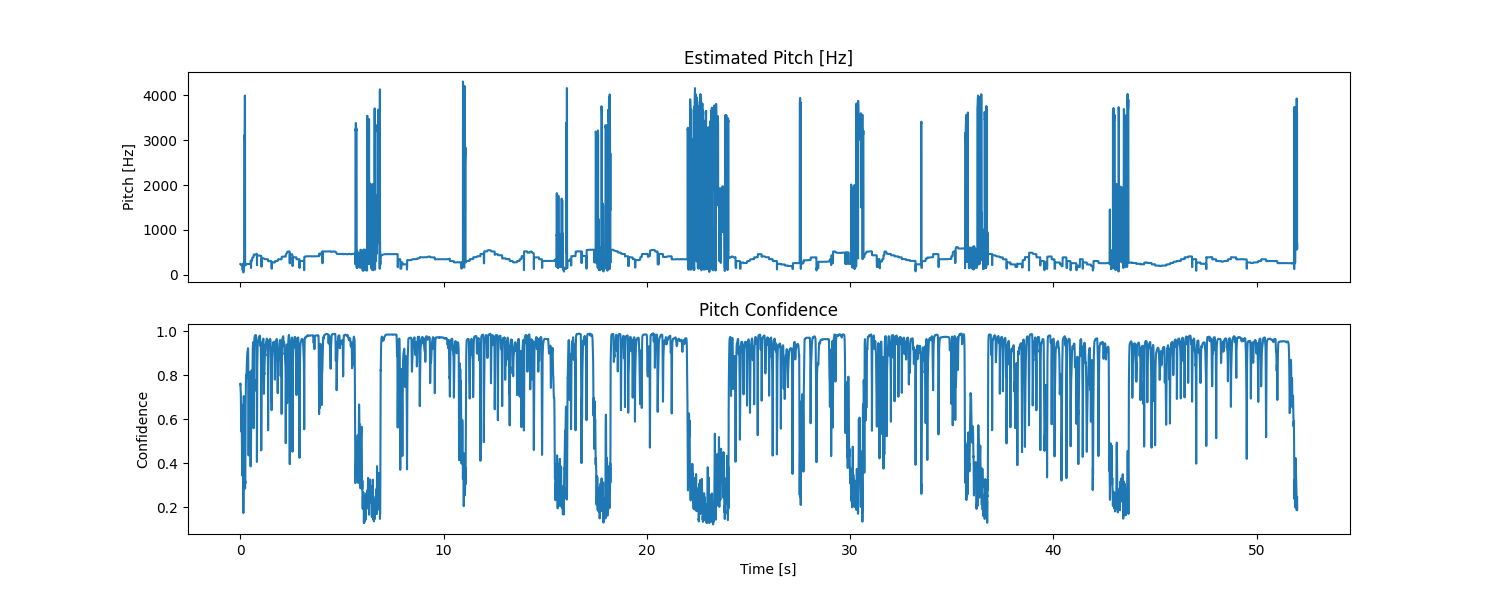 Estimated Pitch [Hz]
4000
3000
2000
1000
0
Pitch [Hz]
Pitch Confidence
1.0
0.8
0.6
0.4
0.2
Confidence
0 10 20 30 40 50
Time [s]